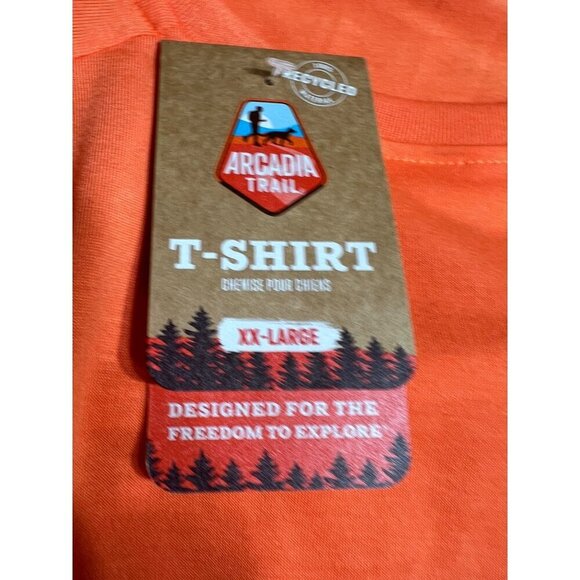 RECYCLED
ARCADIA
TRAIL
T-SHIRT
CHEMISE POUR CHIENS
XX-LARGE
DESIGNED FOR THE
FREEDOM TO EXPLORE